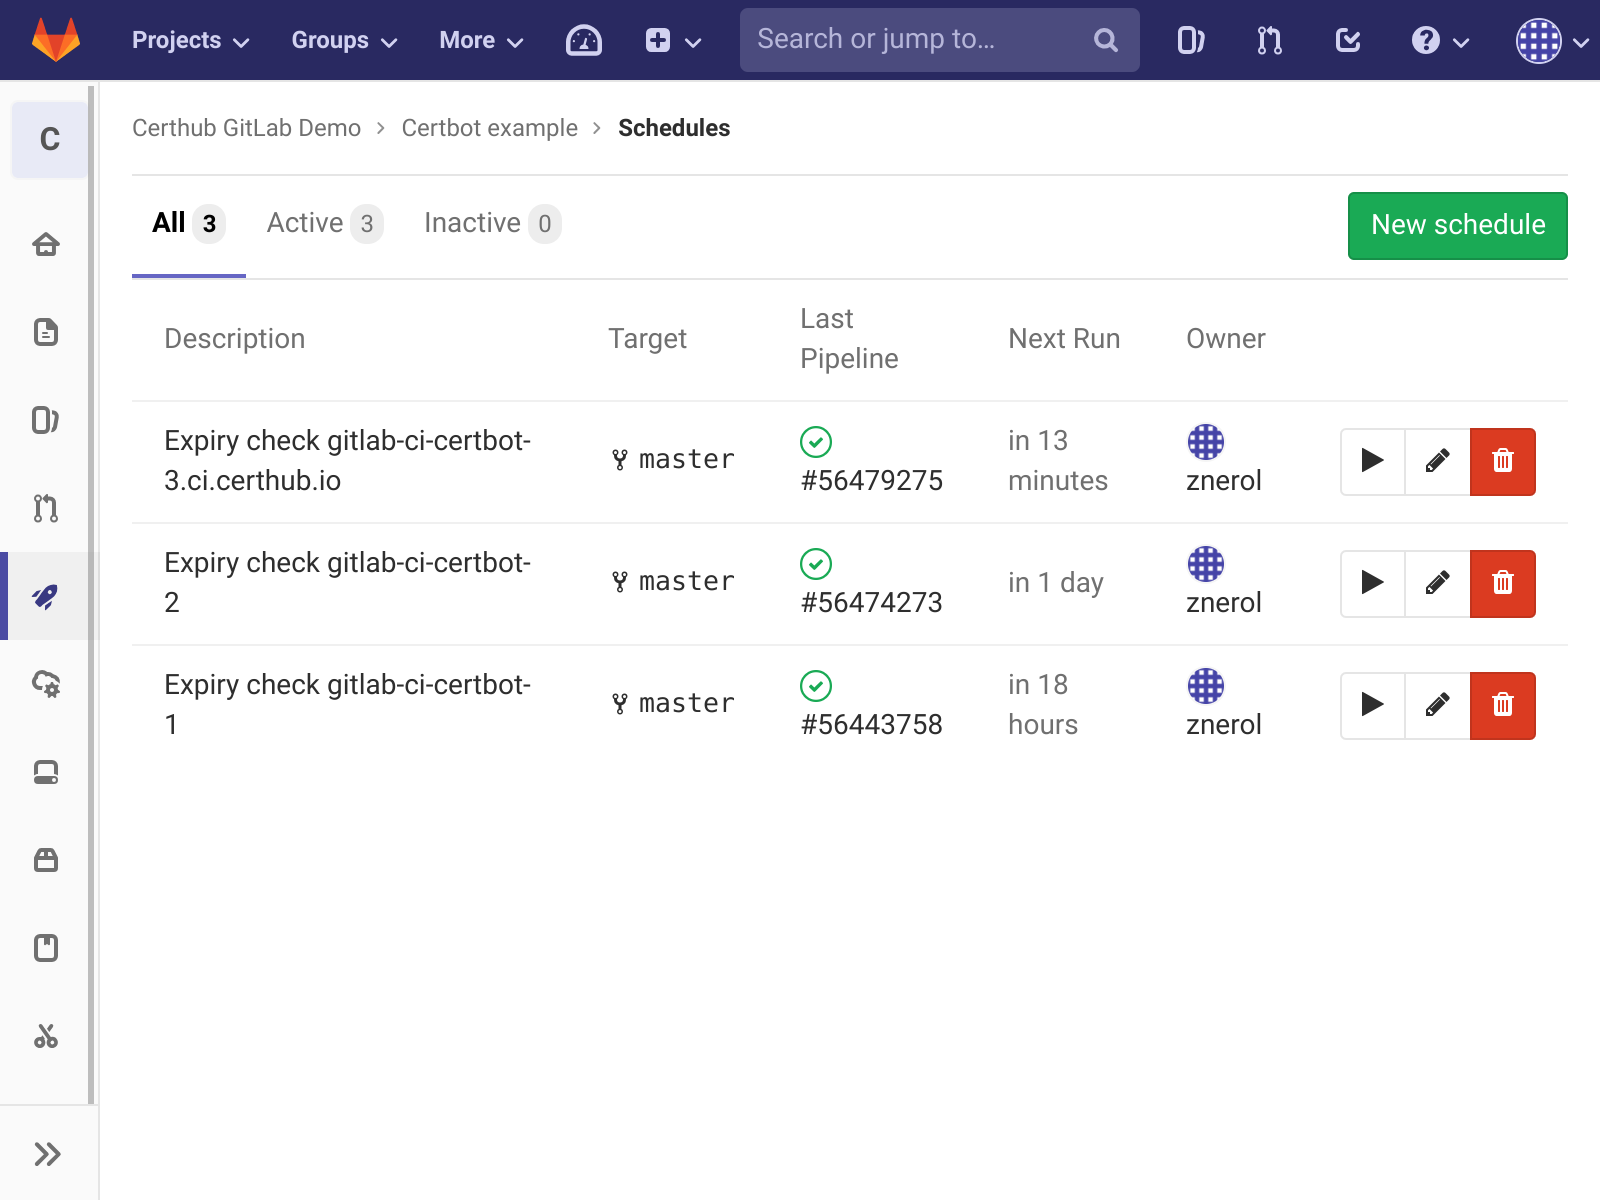 Projects Groups More Search or jump to...
C
Certhub GitLab Demo › Certbot example › Schedules
All 3 Active 3 Inactive 0 New schedule
Description Target Last Pipeline Next Run Owner
Expiry check gitlab-ci-certbot-
3.ci.certhub.io
master
#56479275
in 13
minutes
znerol
Expiry check gitlab-ci-certbot-
2
master
#56474273
in 1 day
znerol
Expiry check gitlab-ci-certbot-
1
master
#56443758
in 18
hours
znerol